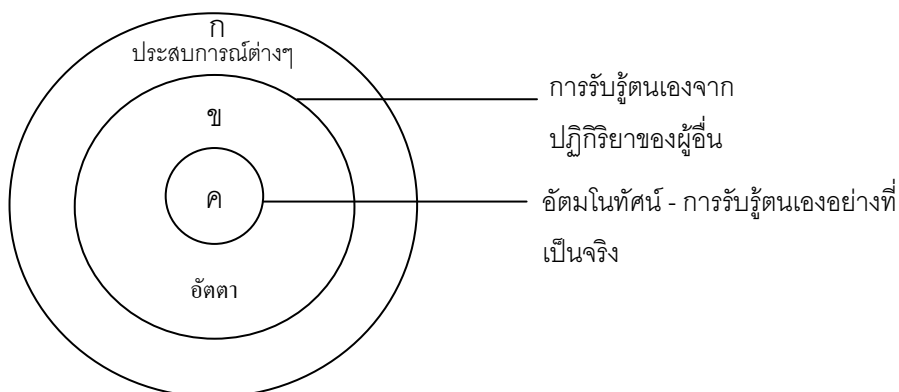 ก
ประสบการณ์ต่างๆ
การรับรู้ตนเองจาก
ปฏิกิริยาของผู้อื่น
ข
ค
อัตมโนทัศน์ - การรับรู้ตนเองอย่างที่
เป็นจริง
อัตตา